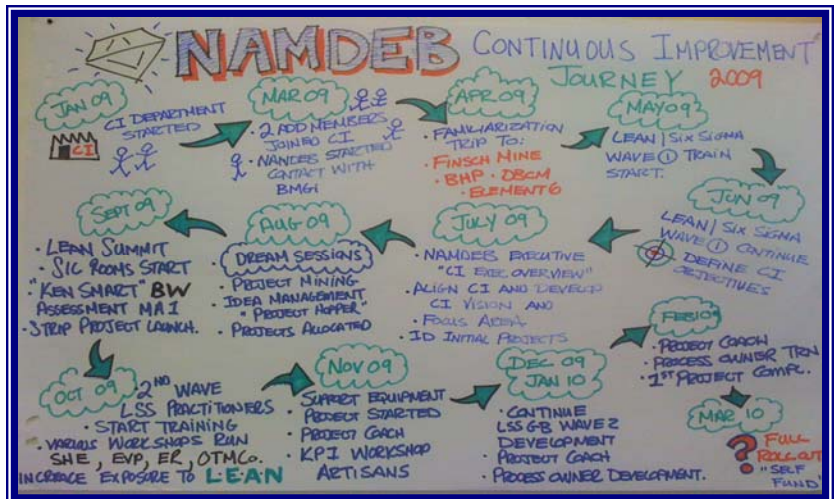 NAMDEB CONTINUOUS IMPROVEMENT
JOURNEY 2009
JAN 09
CI DEPARTMENT
STARTED
CI
MAR 09
• 2 ADD MEMBERS
JOINED CI
• NAMDEB STARTED
CONTACT WITH
BMGI
APR 09
• FAMILIARIZATION
TRIP TO:
• FINSCH MINE
• BHP • DBCM
• ELEMENT 6
MAY 09
LEAN | SIX SIGMA
WAVE ① TRAIN
START.
JUN 09
LEAN | SIX SIGMA
WAVE ① CONTINUE
DEFINE CI
OBJECTIVES
JULY 09
• NAMDEB EXECUTIVE
"CI EXEC OVERVIEW"
• ALIGN CI AND DEVELOP
CI VISION AND
• FOCUS AREA
• ID INITIAL PROJECTS
AUG 09
DREAM SESSIONS
• PROJECT MINING
• IDEA MANAGEMENT
"PROJECT HOPPER"
• PROJECTS ALLOCATED
SEPT 09
• LEAN SUMMIT
• SIC ROOMS START
• "KEN SMART" BW
ASSESSMENT MA1
• STRIP PROJECT LAUNCH.
OCT 09
2ND WAVE
LSS PRACTITIONERS
• START TRAINING
• VARIOUS WORKSHOPS RUN
SHE, EVP, ER, OTMCO.
INCREACE EXPOSURE TO L.E.A.N
NOV 09
• SUPPORT EQUIPMENT
• PROJECT STARTED
• PROJECT COACH
• KPI WORKSHOP
ARTISANS
DEC 09
JAN 10
• CONTINUE
LSS GB WAVE 2
DEVELOPMENT
• PROJECT COACH
• PROCESS OWNER DEVELOPMENT.
FEB 109
• PROJECT COACH
• PROCESS OWNER TRN
• 1ST PROJECT COMPL.
MAR 10
? FULL
ROLL OUT
"SELF
FUND"